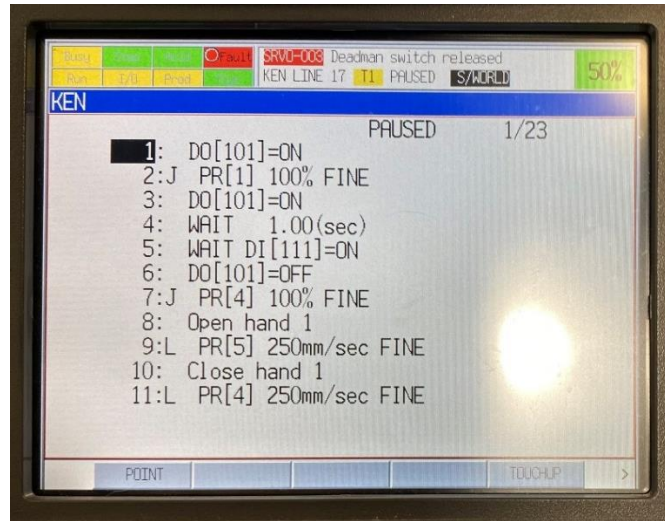 Busy Step Hold Fault SRVO-003 Deadman switch released
Run I/O Prod KEN LINE 17 T1 PAUSED S/WORLD 50%
KEN
PAUSED 1/23
1: DO[101]=ON
2:J PR[1] 100% FINE
3: DO[101]=ON
4: WAIT 1.00(sec)
5: WAIT DI[111]=ON
6: DO[101]=OFF
7:J PR[4] 100% FINE
8: Open hand 1
9:L PR[5] 250mm/sec FINE
10: Close hand 1
11:L PR[4] 250mm/sec FINE
POINT TOUCHUP >